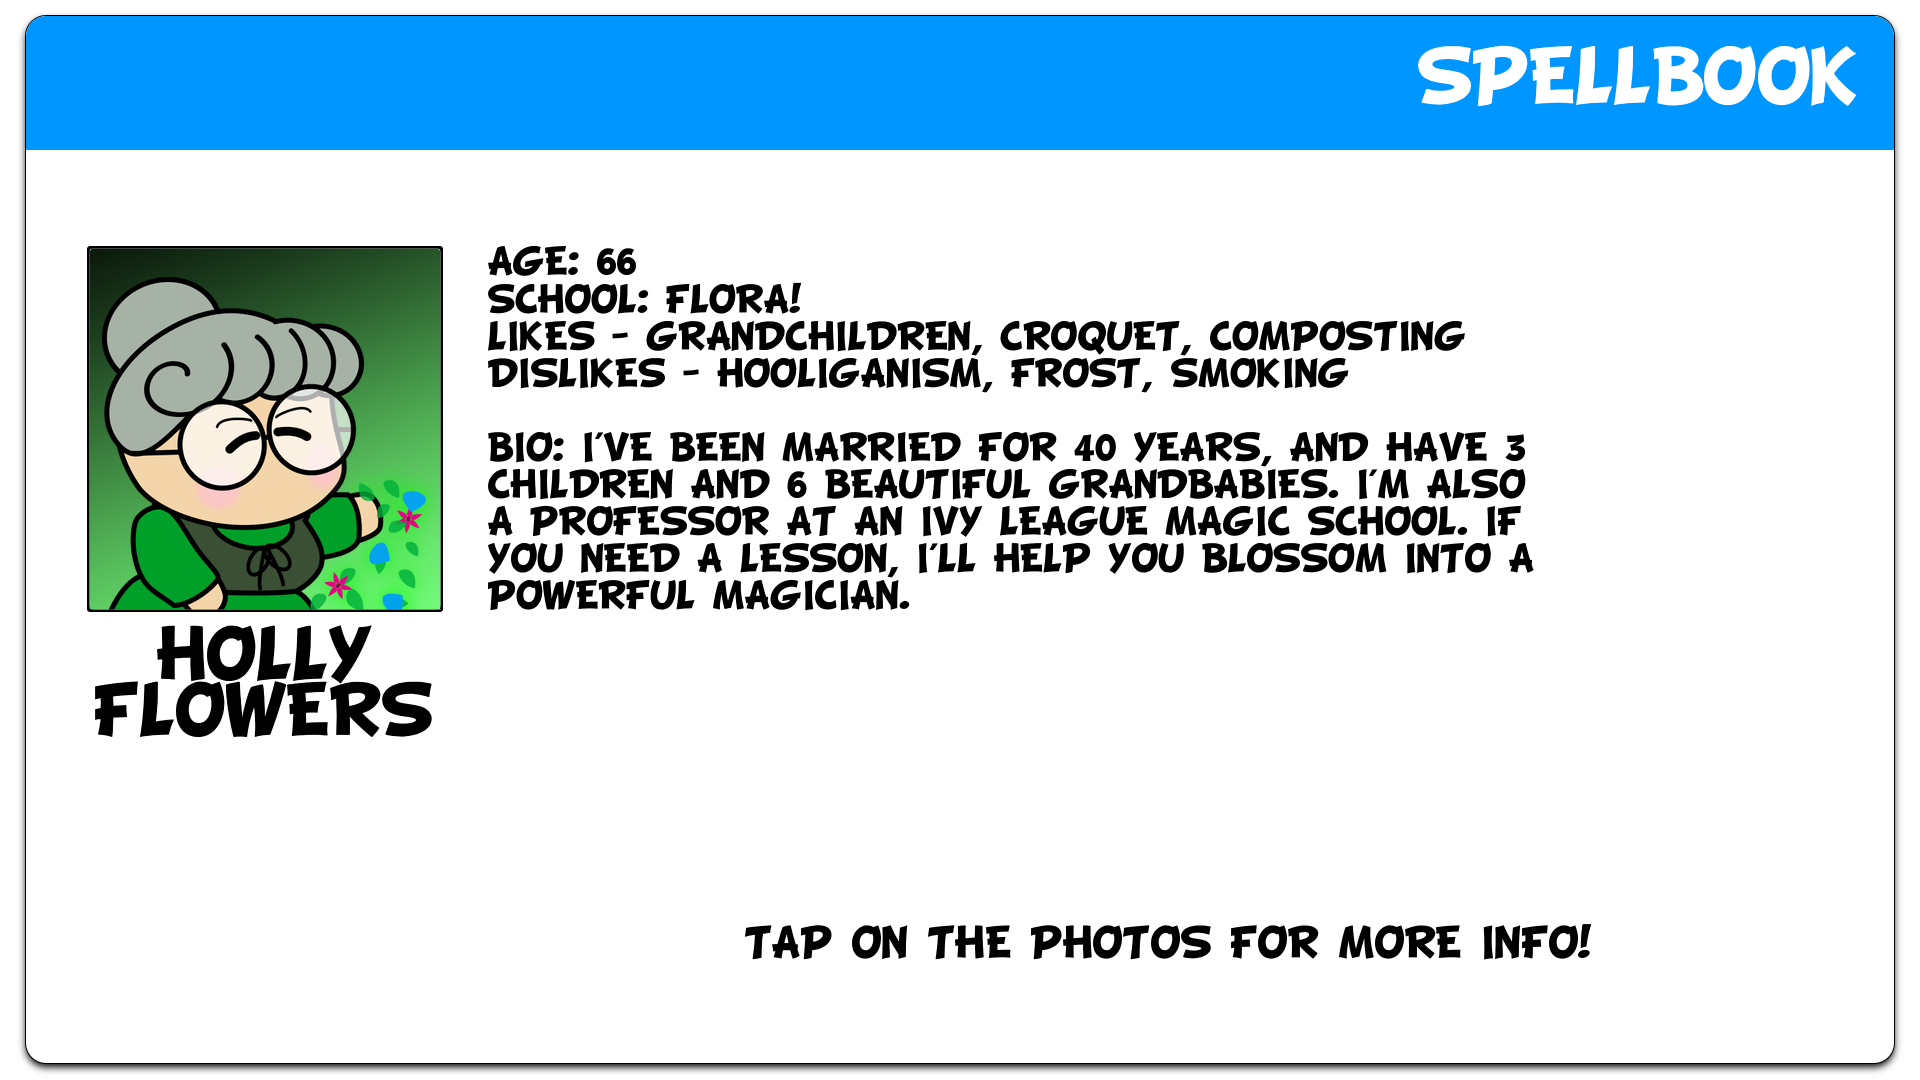 SPELLBOOK
AGE: 66
SCHOOL: FLORA!
LIKES - GRANDCHILDREN, CROQUET, COMPOSTING
DISLIKES - HOOLIGANISM, FROST, SMOKING
BIO: I'VE BEEN MARRIED FOR 40 YEARS, AND HAVE 3
CHILDREN AND 6 BEAUTIFUL GRANDBABIES. I'M ALSO
A PROFESSOR AT AN IVY LEAGUE MAGIC SCHOOL. IF
YOU NEED A LESSON, I'LL HELP YOU BLOSSOM INTO A
POWERFUL MAGICIAN.
HOLLY
FLOWERS
TAP ON THE PHOTOS FOR MORE INFO!